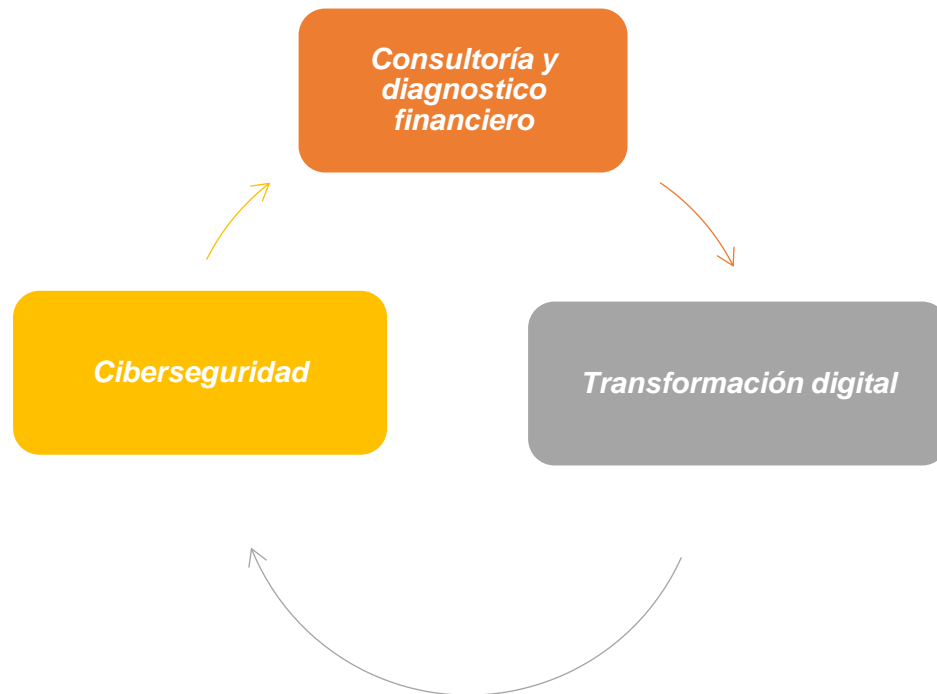 Consultoría y
diagnostico
financiero
Ciberseguridad
Transformación digital